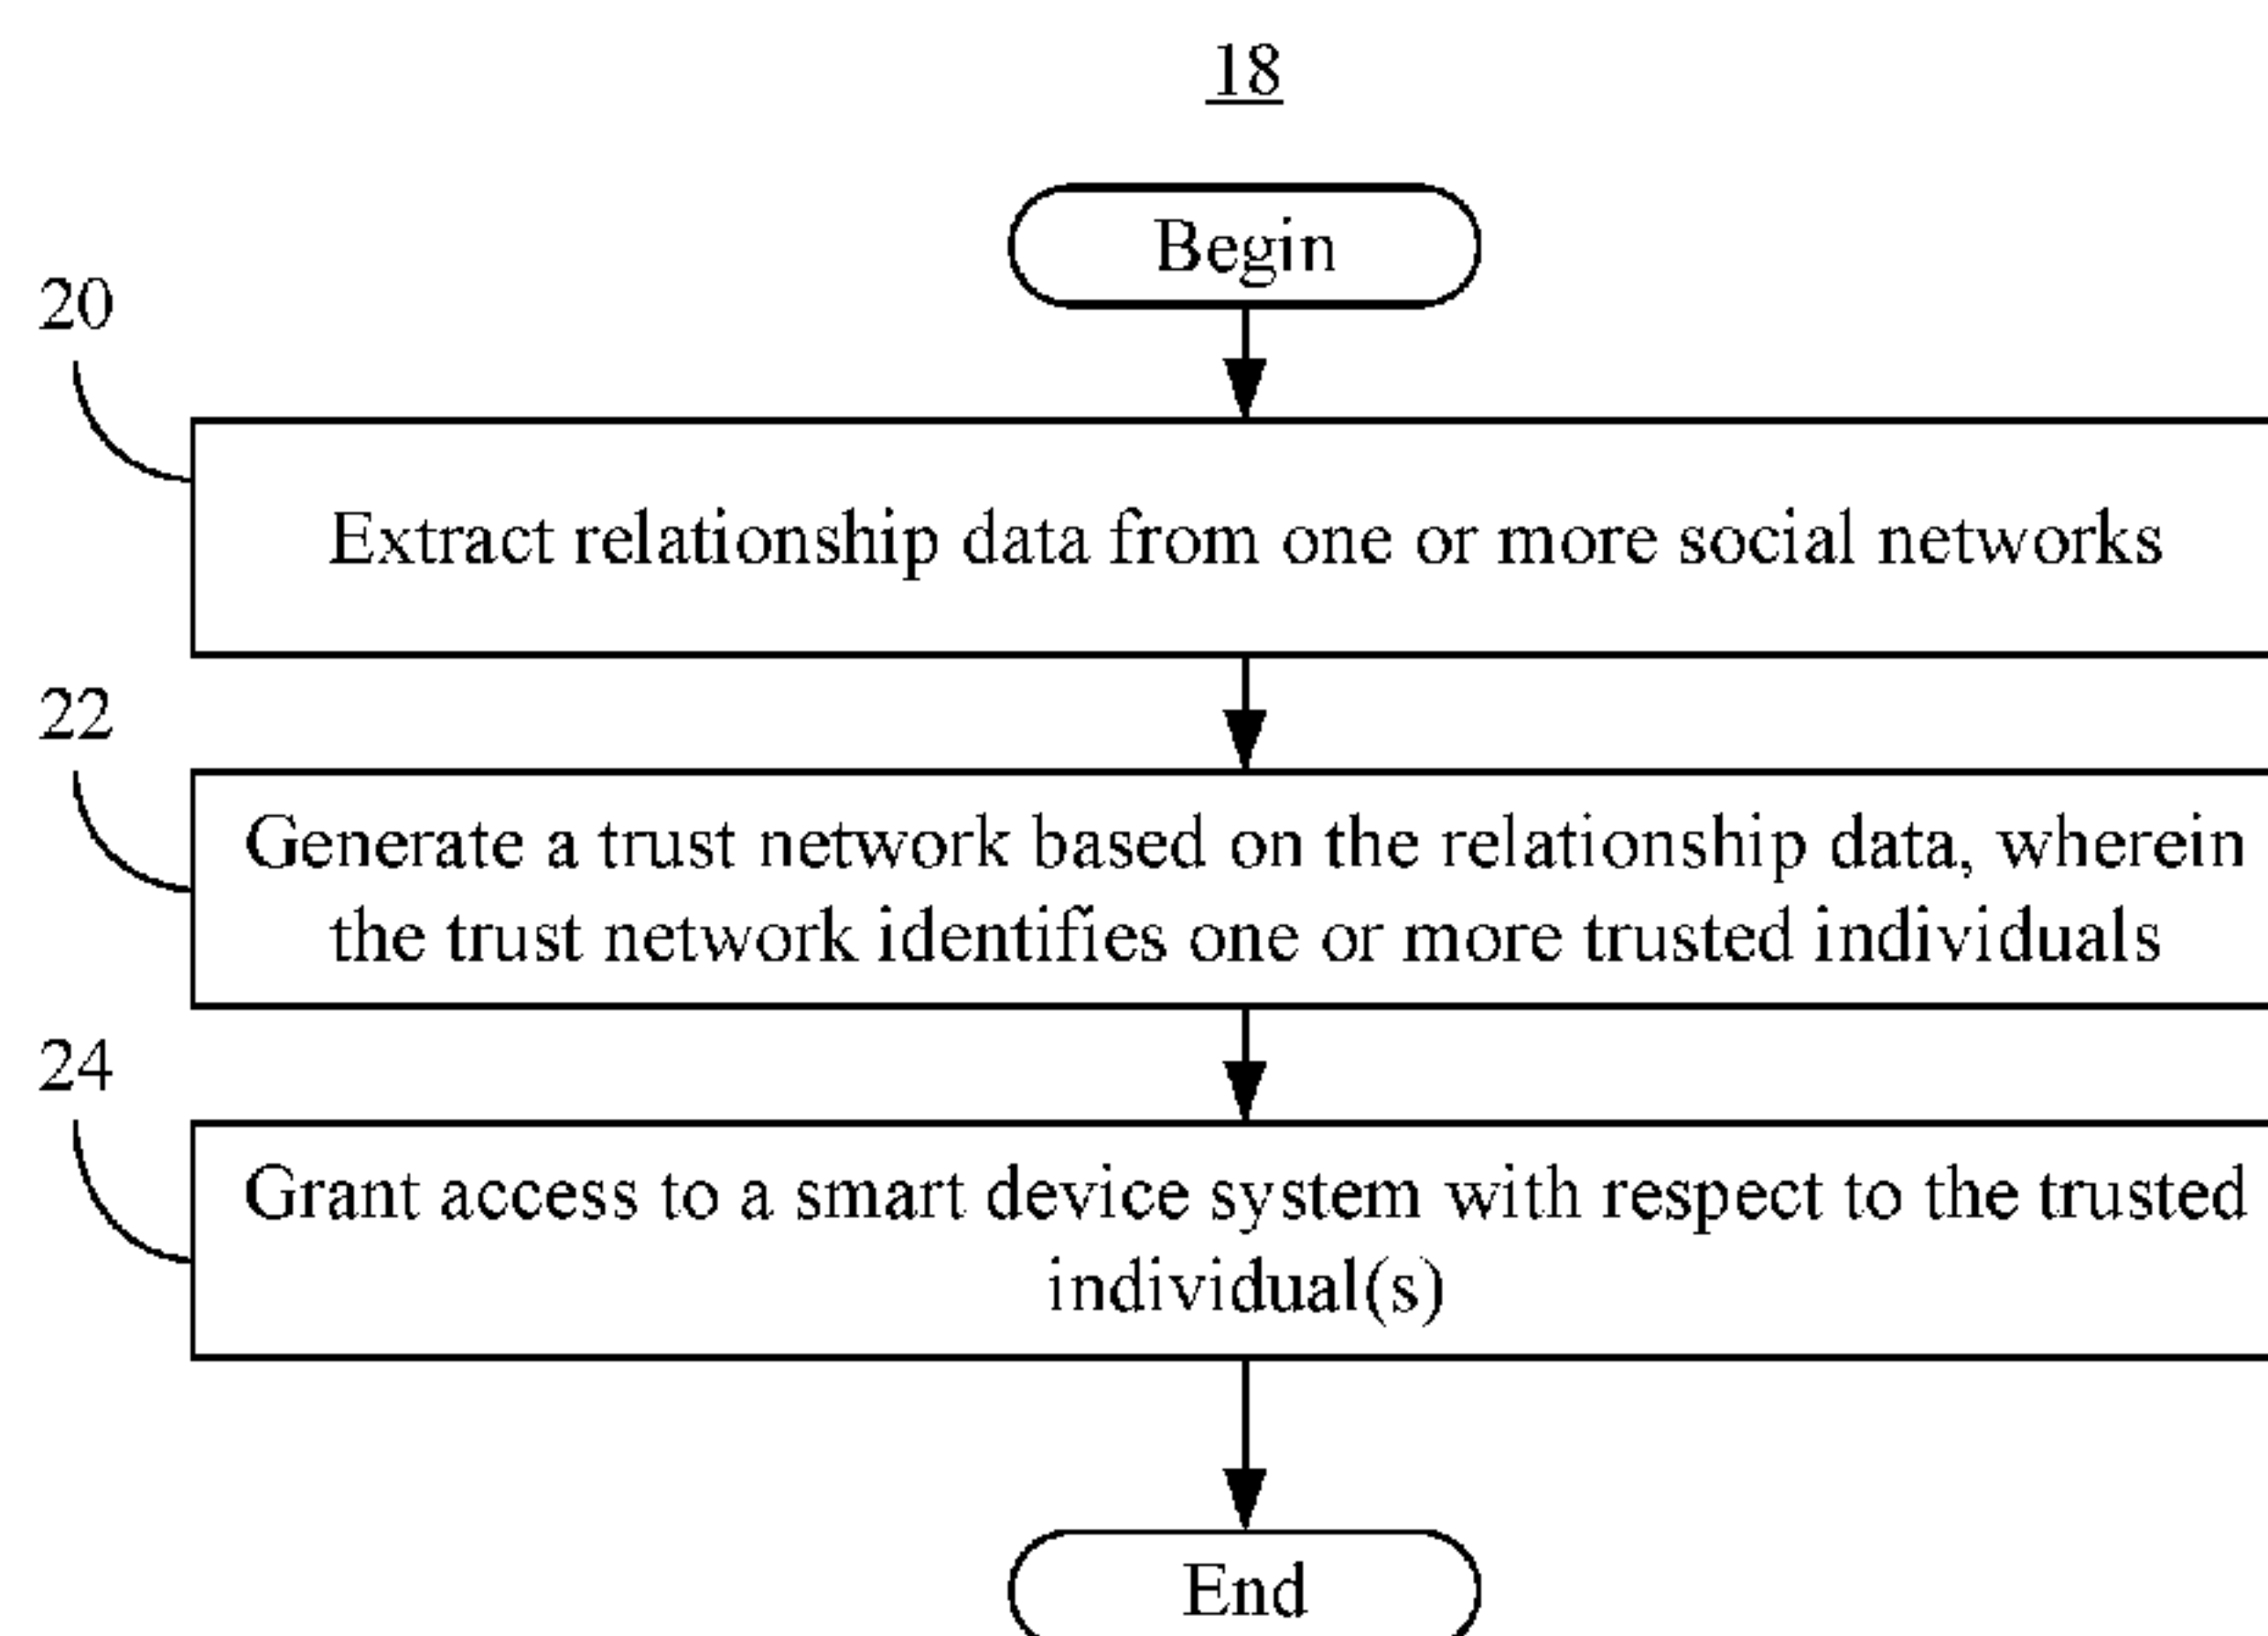 18
Begin
20
Extract relationship data from one or more social networks
22
Generate a trust network based on the relationship data, wherein
the trust network identifies one or more trusted individuals
24
Grant access to a smart device system with respect to the trusted
individual(s)
End